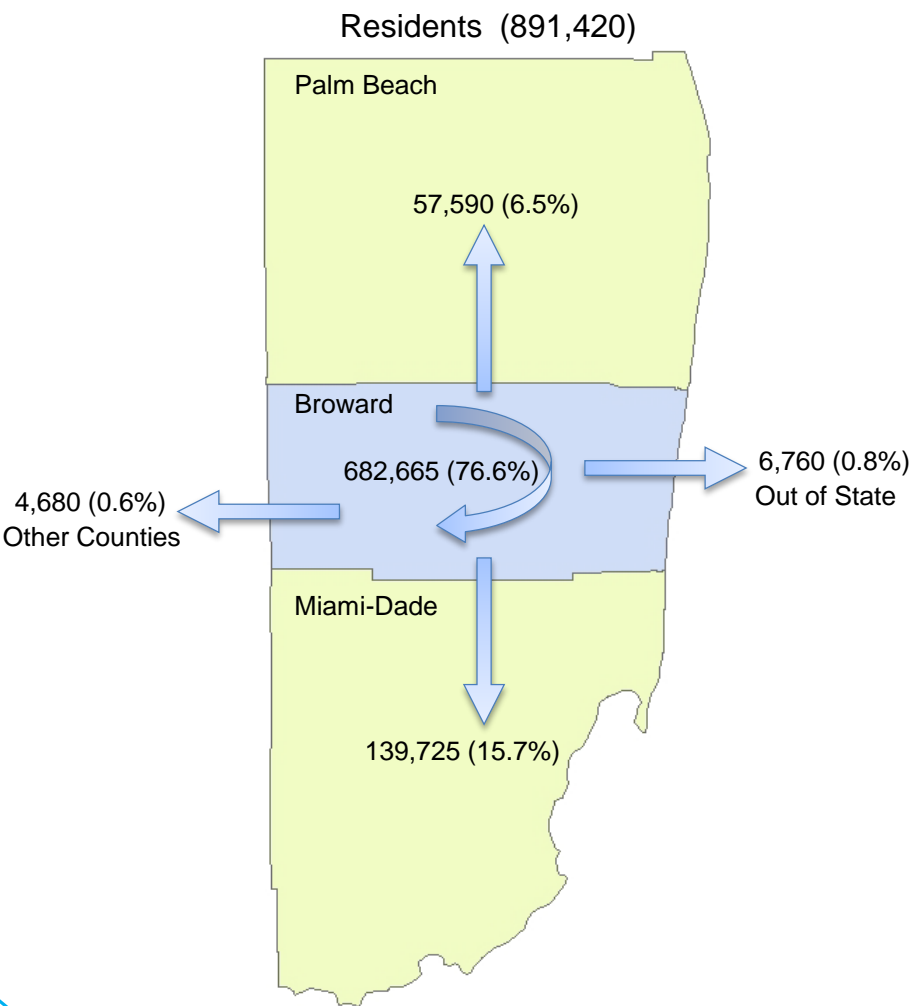 Residents (891,420)
Palm Beach
57,590 (6.5%)
Broward
682,665 (76.6%)
6,760 (0.8%)
Out of State
4,680 (0.6%)
Other Counties
Miami-Dade
139,725 (15.7%)